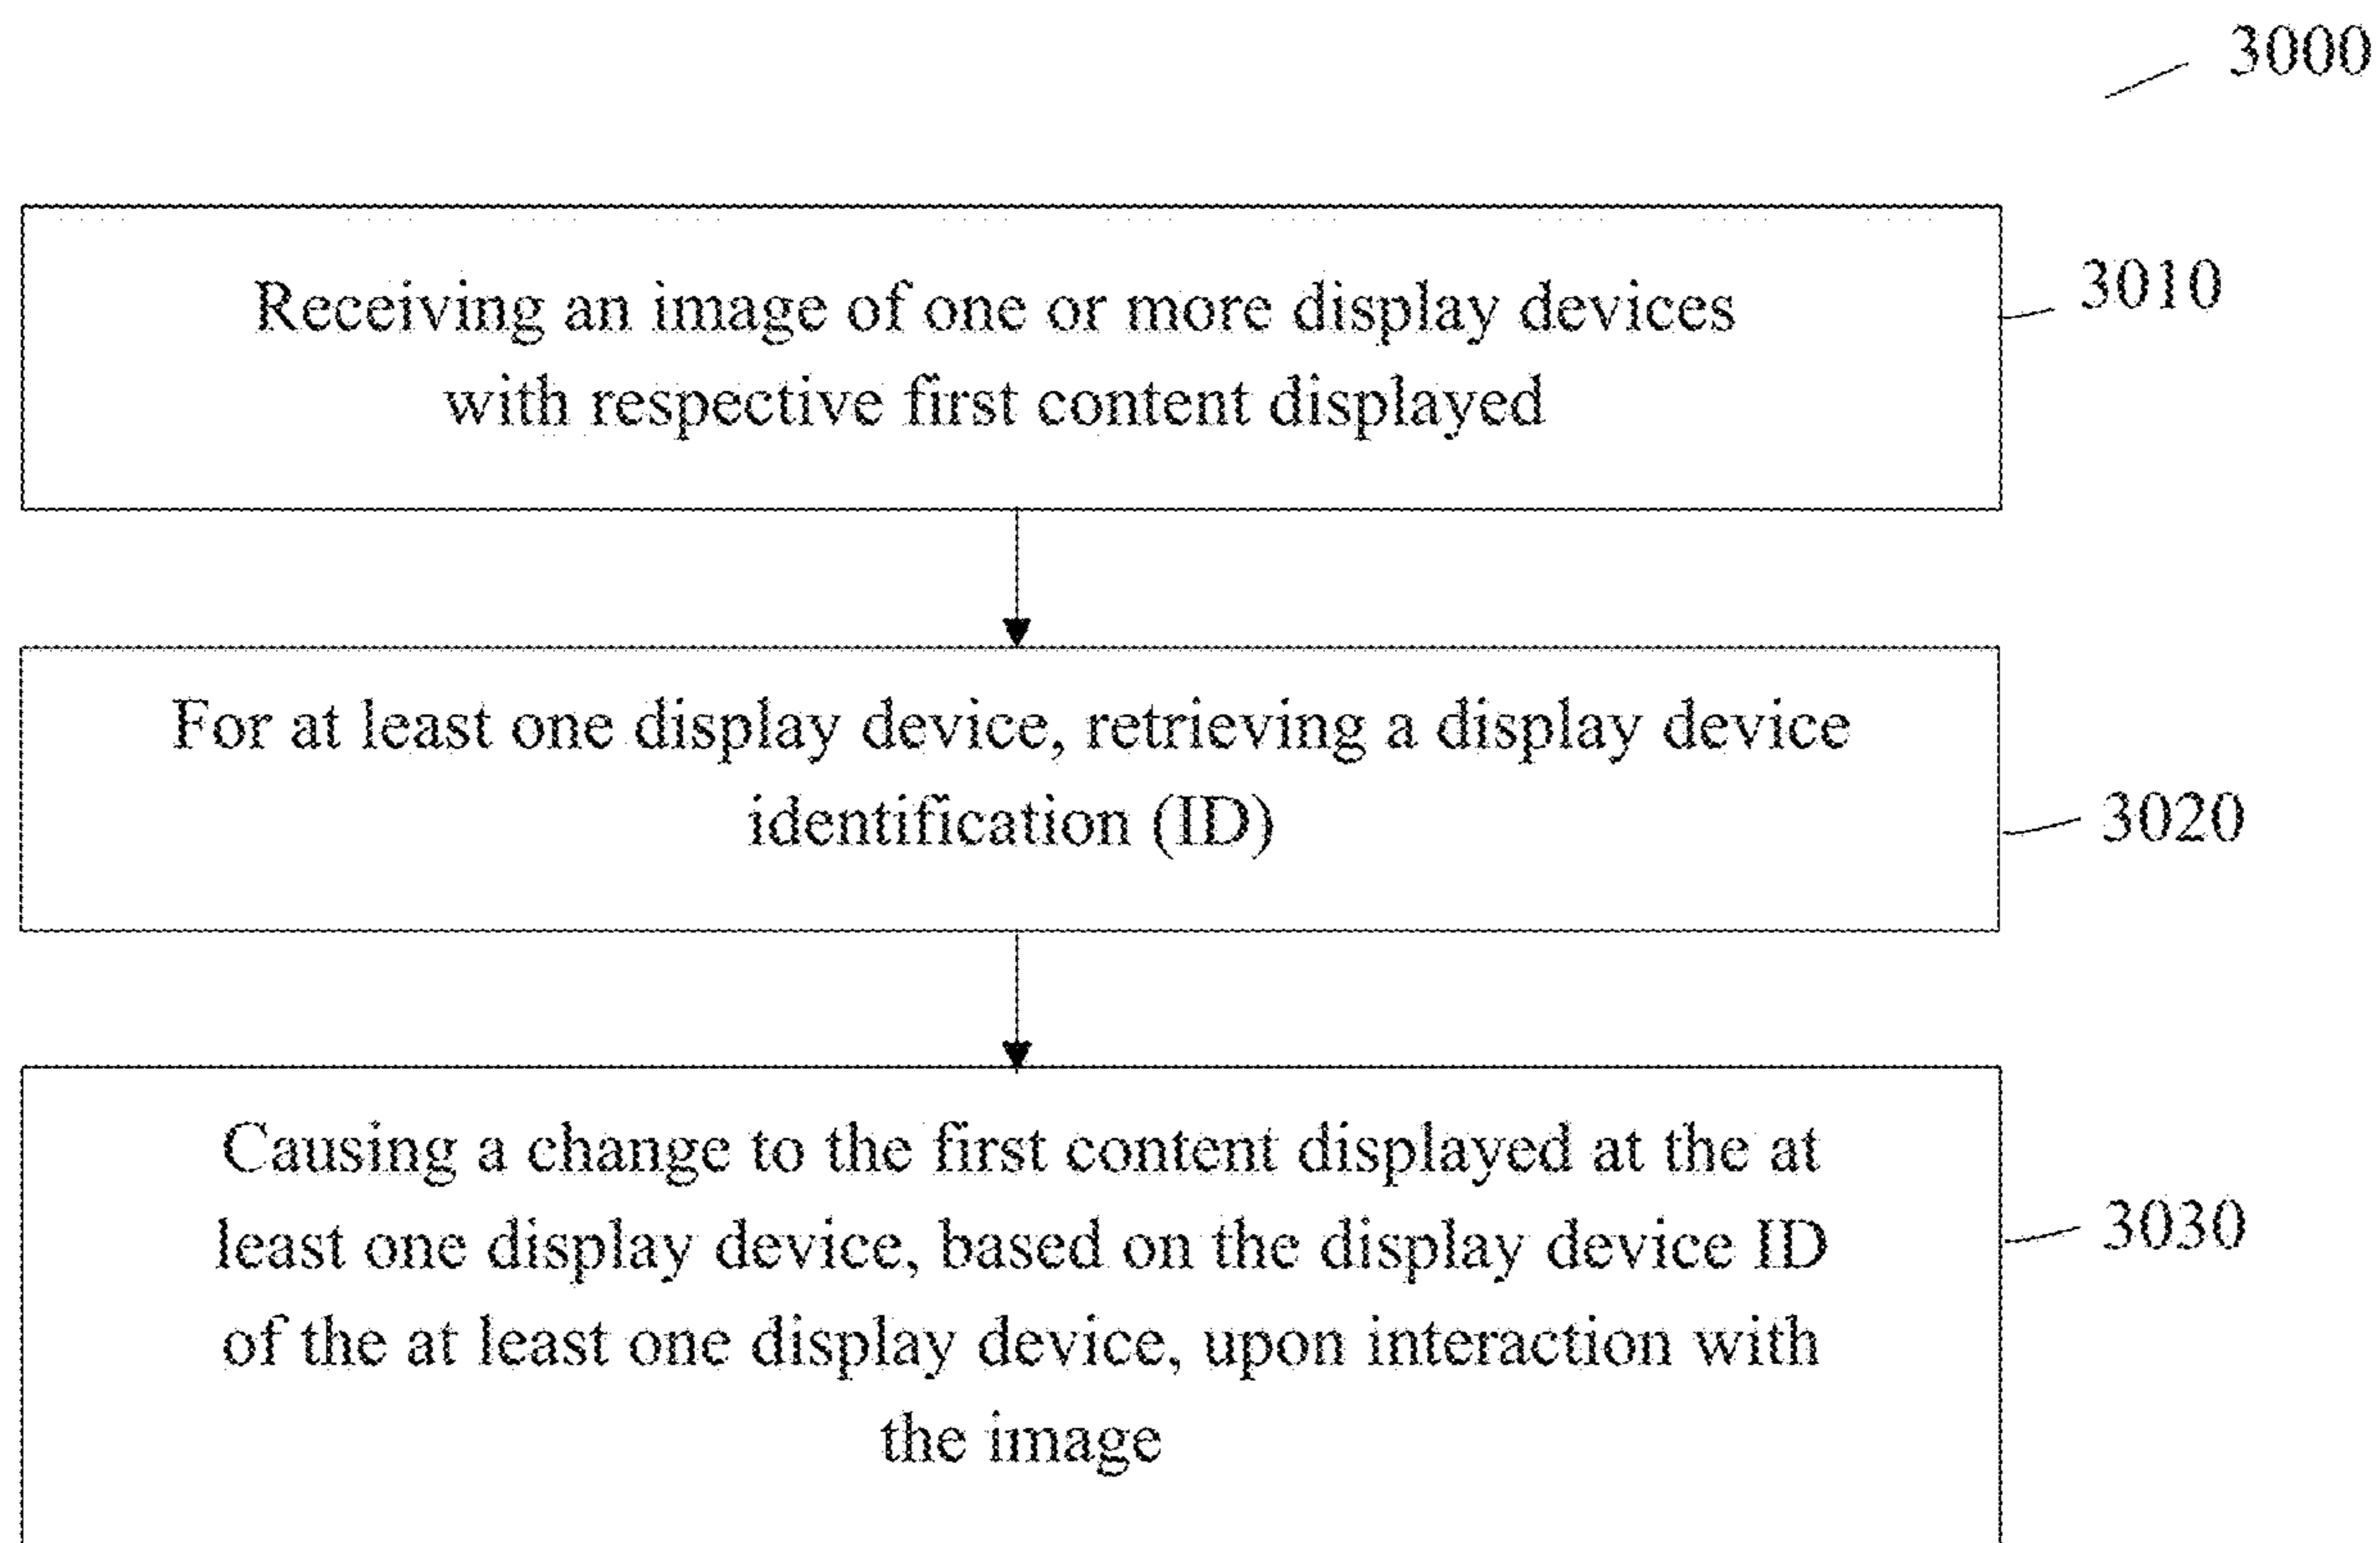 3000
Receiving an image of one or more display devices
with respective first content displayed
3010
For at least one display device, retrieving a display device
identification (ID)
3020
Causing a change to the first content displayed at the at
least one display device, based on the display device ID
of the at least one display device, upon interaction with
the image
3030